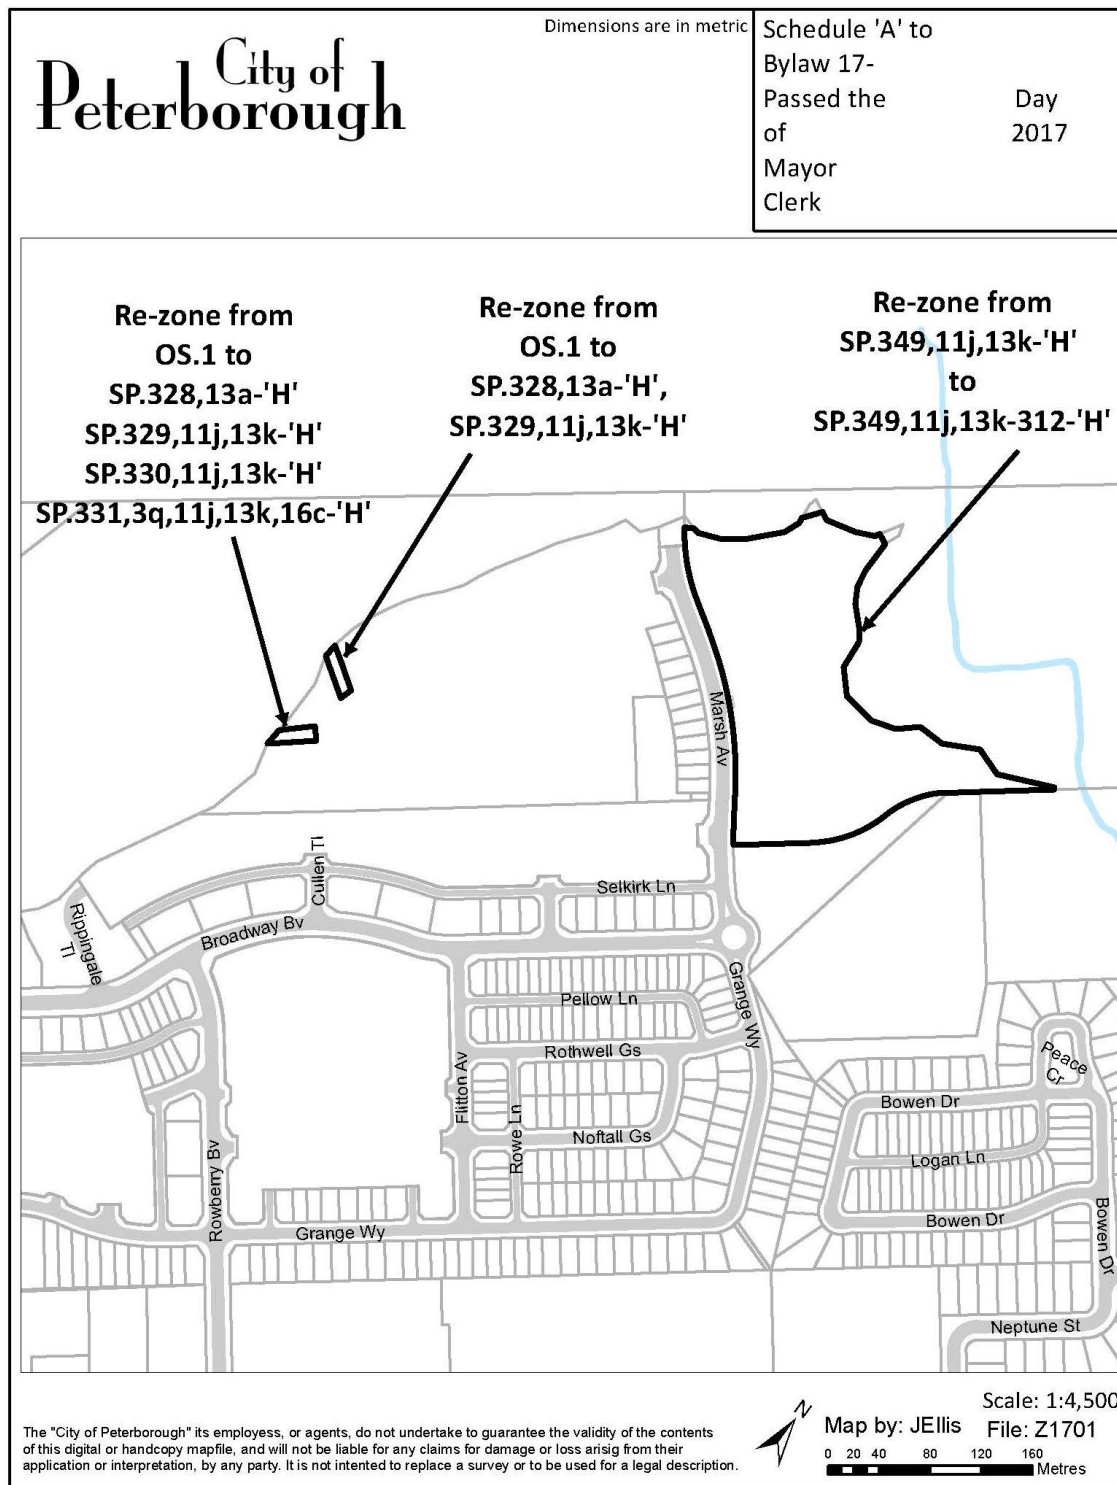 City of
Peterborough
Dimensions are in metric
Schedule 'A' to
Bylaw 17-
Passed the Day
of 2017
Mayor
Clerk
Re-zone from
OS.1 to
SP.328,13a-'H'
SP.329,11j,13k-'H'
SP.330,11j,13k-'H'
SP.331,3q,11j,13k,16c-'H'
Re-zone from
OS.1 to
SP.328,13a-'H',
SP.329,11j,13k-'H'
Re-zone from
SP.349,11j,13k-'H'
to
SP.349,11j,13k-312-'H'
Marsh Av
Cullen Tl
Selkirk Ln
Rippingale
Tl
Broadway Bv
Grange Wy
Pellow Ln
Rothwell Gs
Flitton Av
Rowe Ln
Noftall Gs
Peace
Cr
Bowen Dr
Logan Ln
Rowberry Bv
Grange Wy
Bowen Dr
Bowen Dr
Neptune St
The "City of Peterborough" its employess, or agents, do not undertake to guarantee the validity of the contents
of this digital or handcopy mapfile, and will not be liable for any claims for damage or loss arisig from their
application or interpretation, by any party. It is not intended to replace a survey or to be used for a legal description.
N
Scale: 1:4,500
Map by: JEllis File: Z1701
0 20 40 80 120 160
Metres